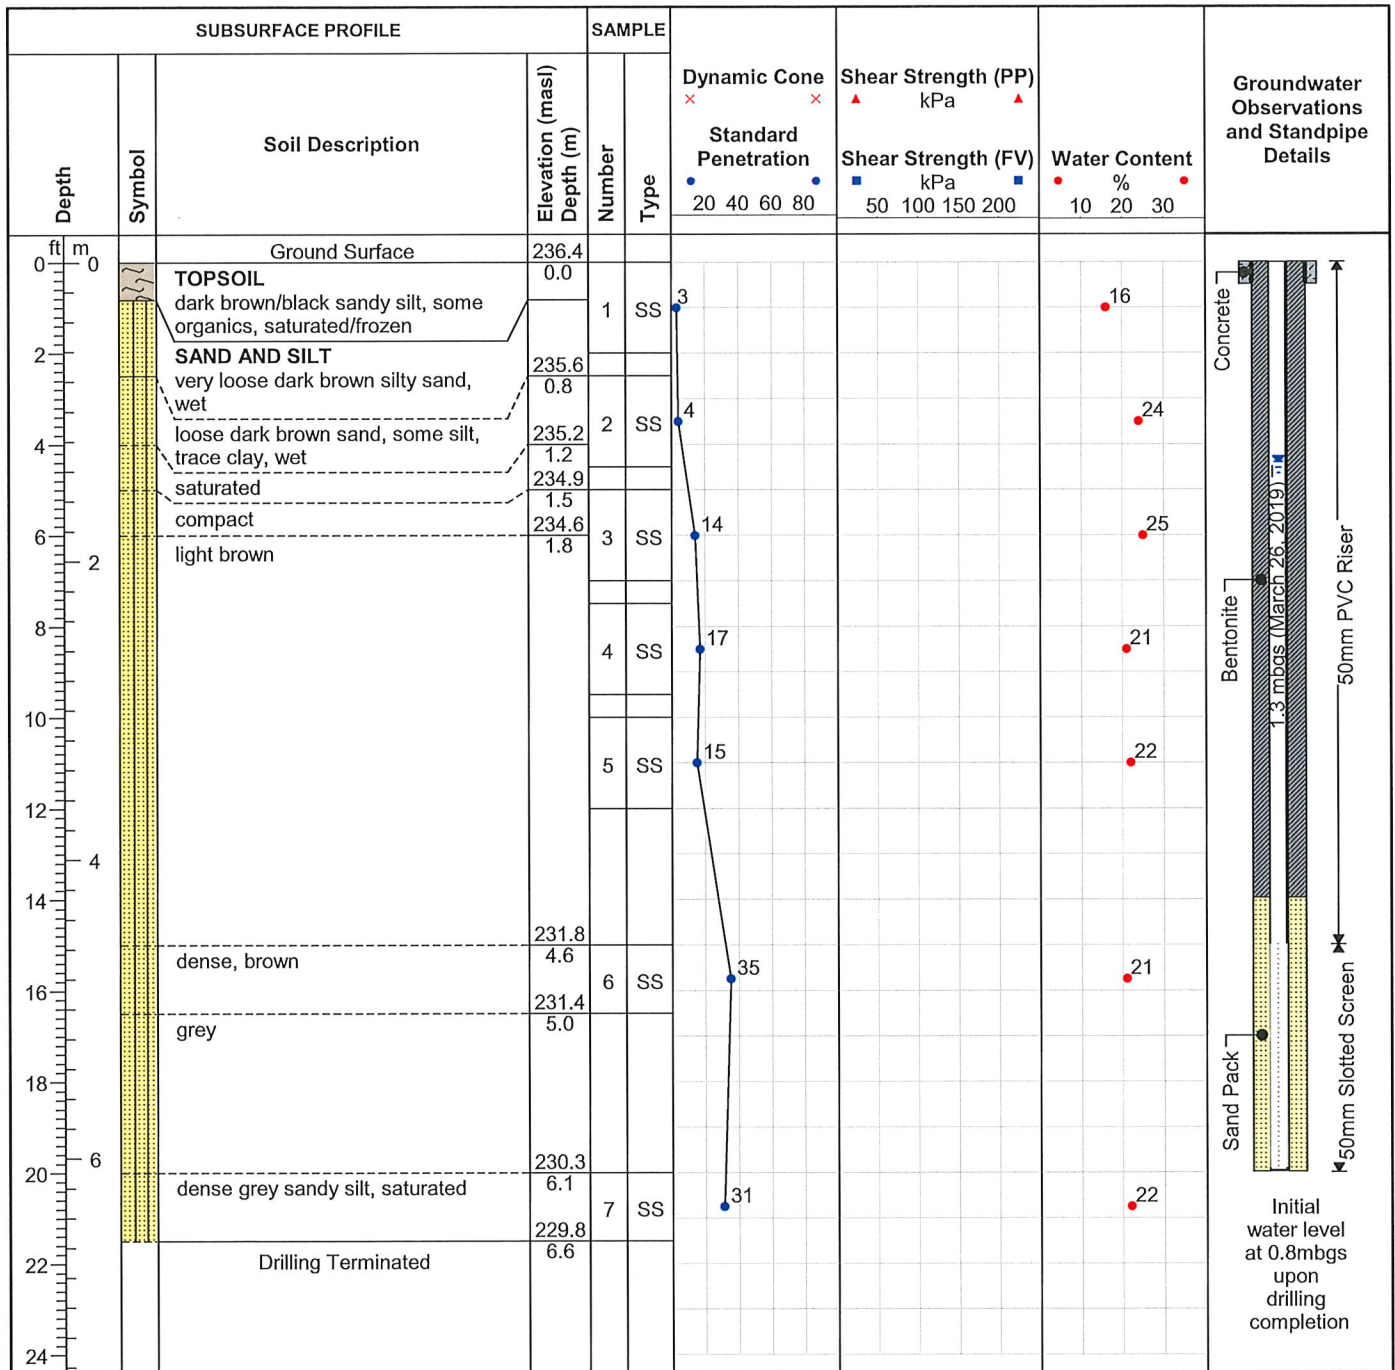 SUBSURFACE PROFILE
SAMPLE
Depth
Symbol
Soil Description
Elevation (masl)
Depth (m)
Number
Type
Dynamic Cone
Standard
Penetration
20 40 60 80
Shear Strength (PP)
kPa
Shear Strength (FV)
kPa
50 100 150 200
Water Content
%
10 20 30
Groundwater
Observations
and Standpipe
Details
ft m
0 0
2
4
6
2
8
10
12
4
14
16
18
6
20
22
24
Ground Surface
236.4
0.0
TOPSOIL
dark brown/black sandy silt, some
organics, saturated/frozen
SAND AND SILT
235.6
0.8
very loose dark brown silty sand,
wet
loose dark brown sand, some silt,
trace clay, wet
235.2
1.2
saturated
234.9
1.5
compact
234.6
1.8
light brown
231.8
4.6
dense, brown
231.4
5.0
grey
230.3
6.1
dense grey sandy silt, saturated
229.8
6.6
Drilling Terminated
1 SS 3 16
2 SS 4 24
3 SS 14 25
4 SS 17 21
5 SS 15 22
6 SS 35 21
7 SS 31 22
Concrete
Bentonite
Sand Pack
1.3 mbgs (March 26, 2019)
50mm PVC Riser
50mm Slotted Screen
Initial
water level
at 0.8mbgs
upon
drilling
completion